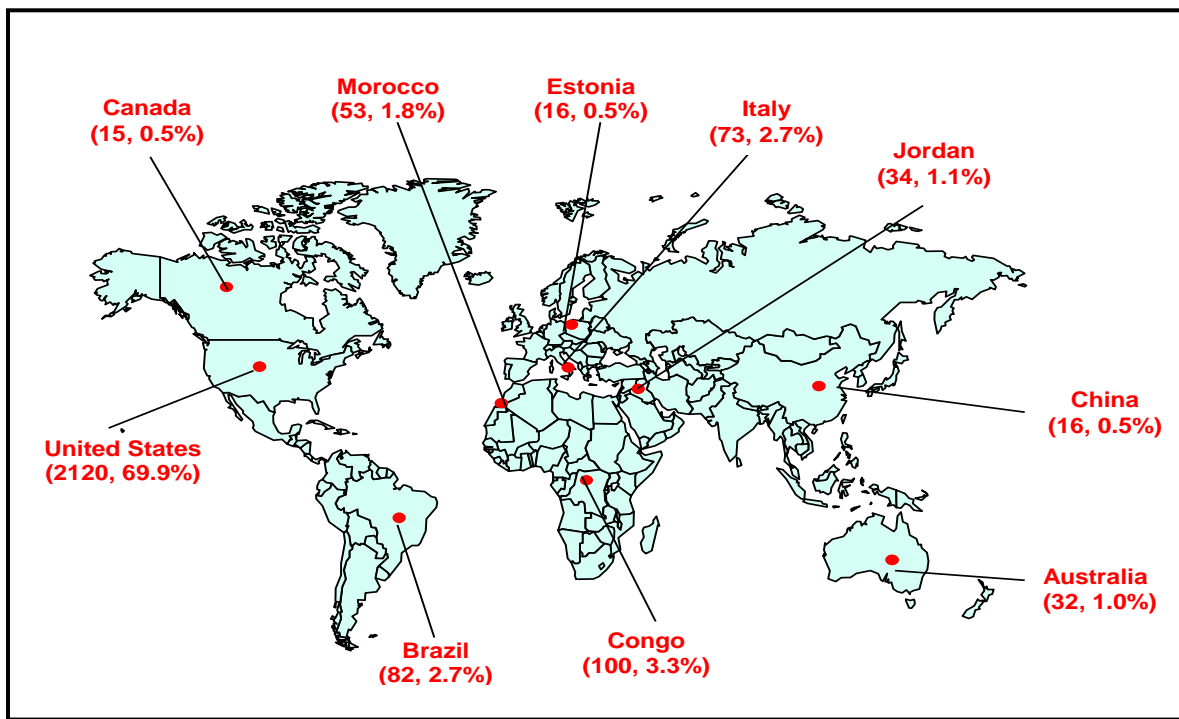 Morocco
(53, 1.8%)
Estonia
(16, 0.5%)
Italy
(73, 2.7%)
Canada
(15, 0.5%)
Jordan
(34, 1.1%)
China
(16, 0.5%)
United States
(2120, 69.9%)
Australia
(32, 1.0%)
Congo
(100, 3.3%)
Brazil
(82, 2.7%)